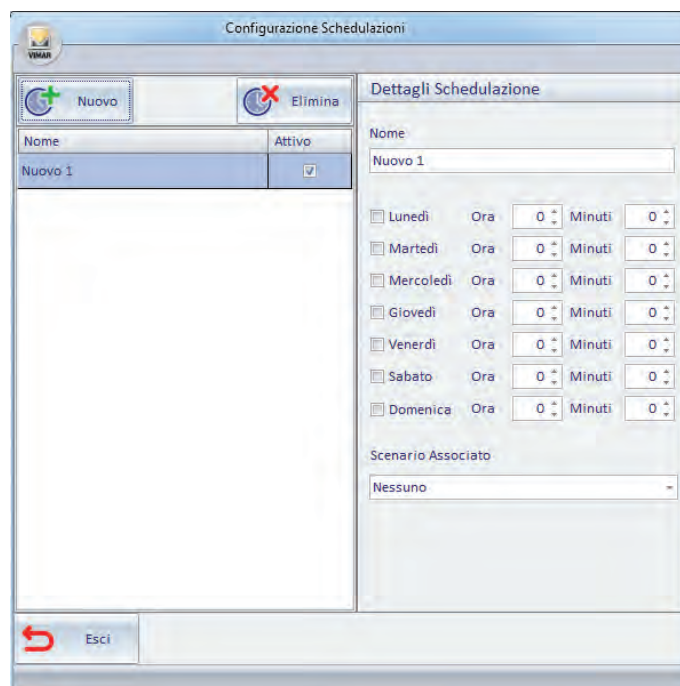 Configurazione Schedulazioni
VIMAR
Nuovo
Elimina
Nome Attivo
Nuovo 1
Dettagli Schedulazione
Nome
Nuovo 1
Lunedì Ora 0 Minuti 0
Martedì Ora 0 Minuti 0
Mercoledì Ora 0 Minuti 0
Giovedì Ora 0 Minuti 0
Venerdì Ora 0 Minuti 0
Sabato Ora 0 Minuti 0
Domenica Ora 0 Minuti 0
Scenario Associato
Nessuno
Esci